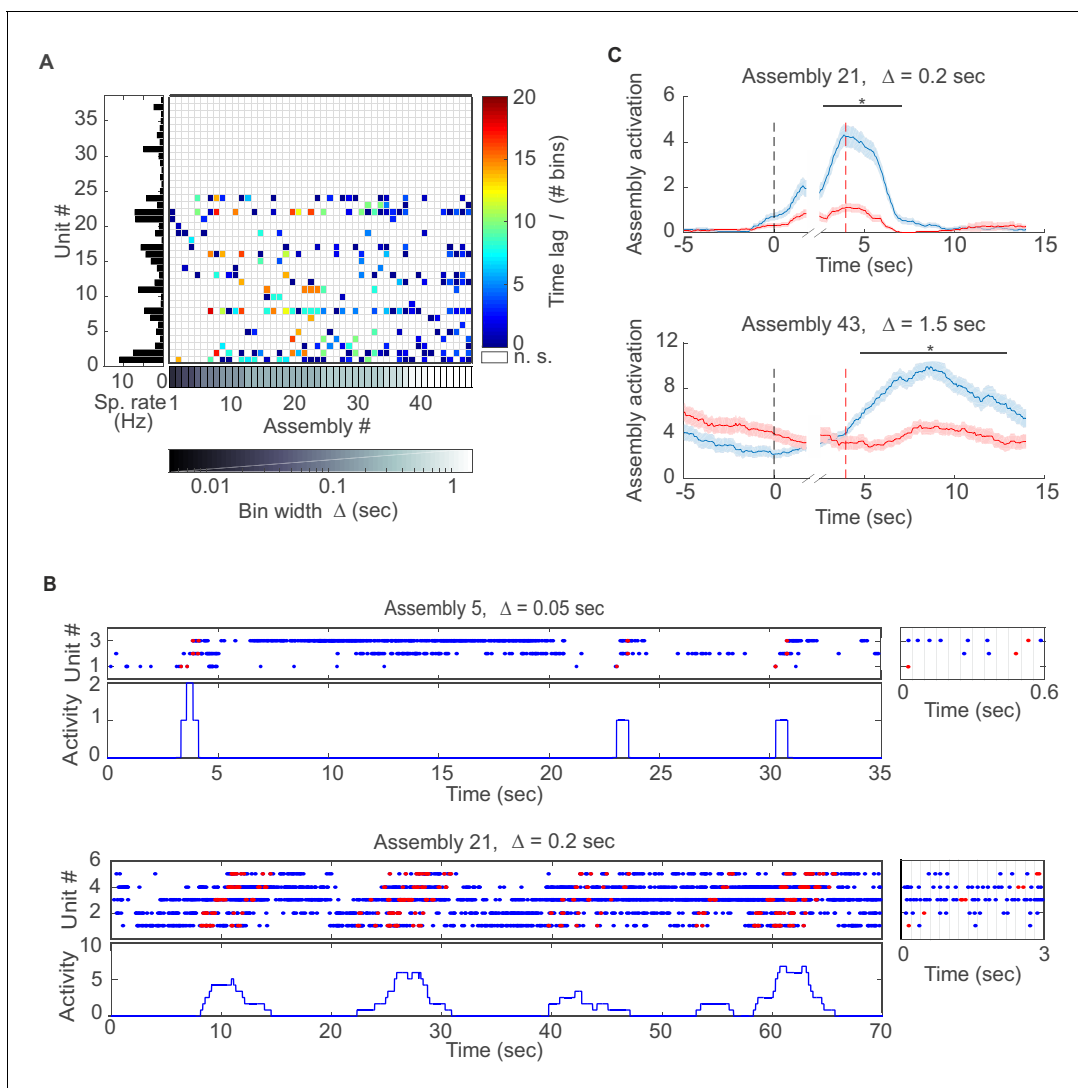 A
Unit #
35
30
25
20
15
10
5
0
10 0
Sp. rate
(Hz)
1 10 20 30 40
Assembly #
20
15
10
5
0
n. s.
Time lag l (# bins)
0.01 0.1 1
Bin width Δ (sec)
C
Assembly 21, Δ = 0.2 sec
Assembly activation
6
4
2
0
*
-5 0 5 10 15
Time (sec)
Assembly 43, Δ = 1.5 sec
Assembly activation
12
8
4
0
*
-5 0 5 10 15
Time (sec)
B
Assembly 5, Δ = 0.05 sec
Unit #
3
2
1
Activity
2
1
0
0 5 10 15 20 25 30 35
Time (sec)
0 0.6
Time (sec)
Assembly 21, Δ = 0.2 sec
Unit #
6
4
2
0
Activity
10
5
0
0 10 20 30 40 50 60 70
Time (sec)
0 3
Time (sec)